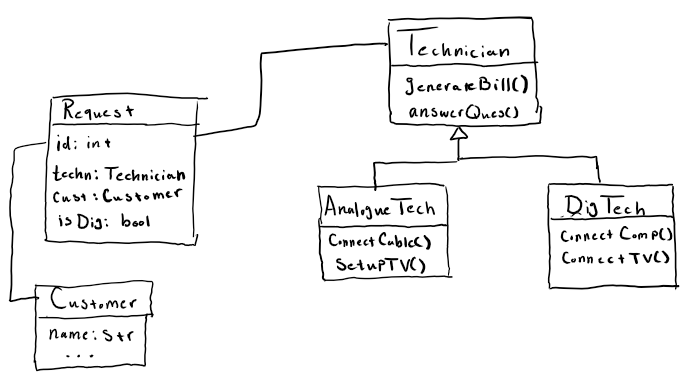 Technician
generateBill()
answerQues()
Request
id: int
techn: Technician
Cust: Customer
isDig: bool
AnalogueTech
ConnectCable()
SetupTV()
DigTech
ConnectComp()
ConnectTV()
Customer
name: Str
...